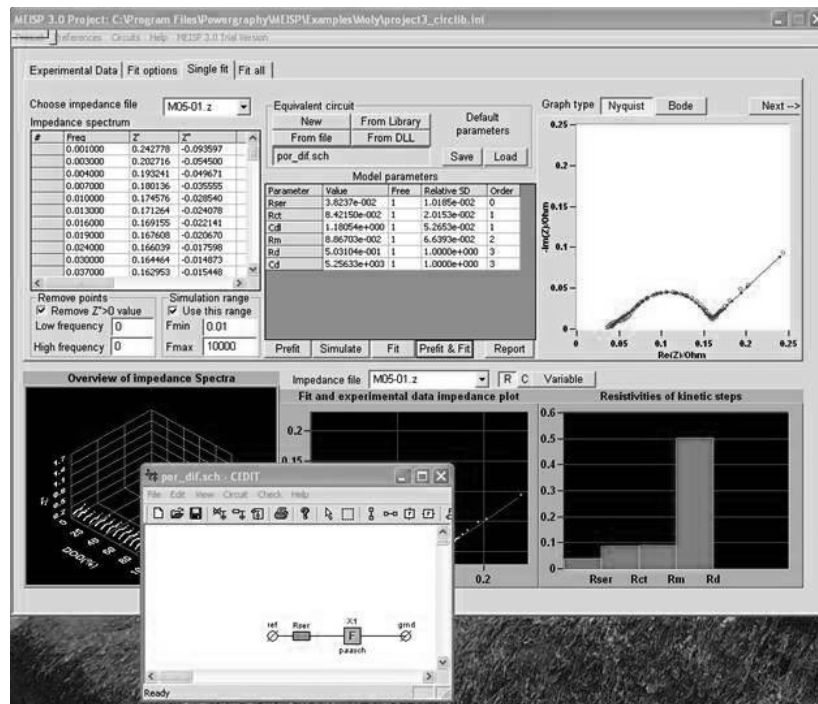 MEISP 3.0 Project: C:\Program Files\Powergraphy\MEISP\Examples\Moly\project3_circlib.ini
Preferences Circuits Help MEISP 3.0 Trial Version
Experimental Data Fit options Single fit Fit all
Choose impedance file M05-01.z
Impedance spectrum
# Freq Z' Z"
0.001000 0.242778 -0.093597
0.003000 0.202716 -0.054500
0.004000 0.193241 -0.049671
0.007000 0.180136 -0.035555
0.010000 0.174576 -0.028540
0.013000 0.171264 -0.024078
0.016000 0.169155 -0.022141
0.019000 0.167608 -0.020670
0.024000 0.166039 -0.017598
0.030000 0.164464 -0.014873
0.037000 0.162953 -0.015448
Remove points
Remove Z">0 value
Low frequency 0
High frequency 0
Simulation range
Use this range
Fmin 0.01
Fmax 10000
Equivalent circuit
New From Library
From file From DLL
Default parameters
por_dif.sch Save Load
Model parameters
Parameter Value Free Relative SD Order
Rser 3.8237e-002 1 1.0185e-002 0
Rct 8.42150e-002 1 2.0153e-002 1
Cdl 1.18054e+000 1 5.2653e-002 1
Rm 8.86703e-002 1 6.6393e-002 2
Rd 5.03104e-001 1 1.0000e+000 3
Cd 5.25633e+003 1 1.0000e+000 3
Prefit Simulate Fit Prefit & Fit Report
Graph type Nyquist Bode Next -->
0.25
0.2
0.15
0.1
0.05
0
-Im(Z)/Ohm
0 0.05 0.1 0.15 0.2 0.25
Re(Z)/Ohm
Overview of impedance Spectra
Impedance file M05-01.z R C Variable
Fit and experimental data impedance plot
0.2
0.15
0.2
Resistivities of kinetic steps
0.6
0.5
0.4
0.3
0.2
0.1
0
Rser Rct Rm Rd
1.7
1.4
DOD(%)
por_dif.sch - CEDIT
File Edit View Circuit Check Help
ref Rser X1 grnd
F
paasch
Ready